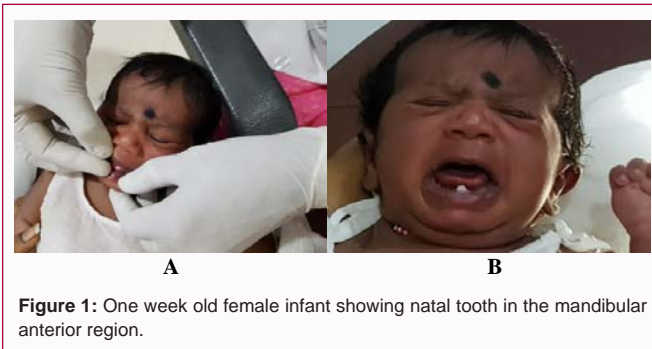 A B
Figure 1: One week old female infant showing natal tooth in the mandibular
anterior region.